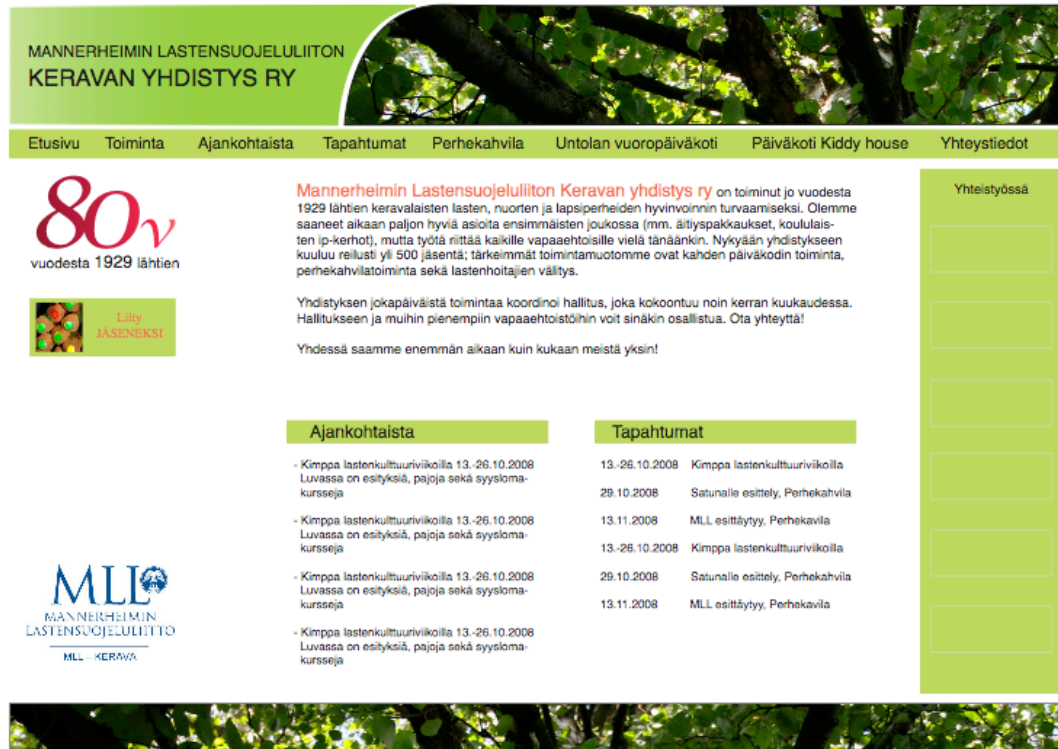 MANNERHEIMIN LASTENSUOJELULIITON
KERAVAN YHDISTYS RY
Etusivu Toiminta Ajankohtaista Tapahtumat Perhekahvila Untolan vuoropäiväkoti Päiväkoti Kiddy house Yhteystiedot
80v
vuodesta 1929 lähtien
Liity
JÄSENEKSI
Mannerheimin Lastensuojeluliiton Keravan yhdistys ry on toiminut jo vuodesta
1929 lähtien keravalaisten lasten, nuorten ja lapsiperheiden hyvinvoinnin turvaamiseksi. Olemme
saaneet aikaan paljon hyviä asioita ensimmäisten joukossa (mm. äitiyspakkaukset, koululais-
ten ip-kerhot), mutta työtä riittää kaikille vapaaehtoisille vielä tänäänkin. Nykyään yhdistykseen
kuuluu reilusti yli 500 jäsentä; tärkeimmät toimintamuotomme ovat kahden päiväkodin toiminta,
perhekahvilatoiminta sekä lastenhoitajien välitys.
Yhdistyksen jokapäiväistä toimintaa koordinoi hallitus, joka kokoontuu noin kerran kuukaudessa.
Hallitukseen ja muihin pienempiin vapaaehtoistöihin voit sinäkin osallistua. Ota yhteyttä!
Yhdessä saamme enemmän aikaan kuin kukaan meistä yksin!
Ajankohtaista
- Kimppa lastenkulttuuriviikoilla 13.-26.10.2008
Luvassa on esityksiä, pajoja sekä syysloma-
kursseja
- Kimppa lastenkulttuuriviikoilla 13.-26.10.2008
Luvassa on esityksiä, pajoja sekä syysloma-
kursseja
- Kimppa lastenkulttuuriviikoilla 13.-26.10.2008
Luvassa on esityksiä, pajoja sekä syysloma-
kursseja
- Kimppa lastenkulttuuriviikoilla 13.-26.10.2008
Luvassa on esityksiä, pajoja sekä syysloma-
kursseja
Tapahtumat
13.-26.10.2008 Kimppa lastenkulttuuriviikoilla
29.10.2008 Satunalle esittely, Perhekahvila
13.11.2008 MLL esittäytyy, Perhekavila
13.-26.10.2008 Kimppa lastenkulttuuriviikoilla
29.10.2008 Satunalle esittely, Perhekahvila
13.11.2008 MLL esittäytyy, Perhekavila
Yhteistyössä
MLL
MANNERHEIMIN
LASTENSUOJELULIITTO
MLL – KERAVA